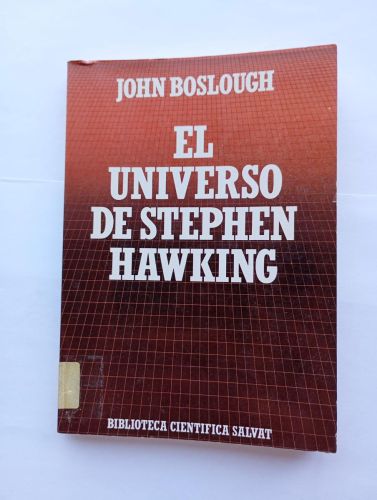 JOHN BOSLOUGH
EL
UNIVERSO
DE STEPHEN
HAWKING
BIBLIOTECA CIENTIFICA SALVAT